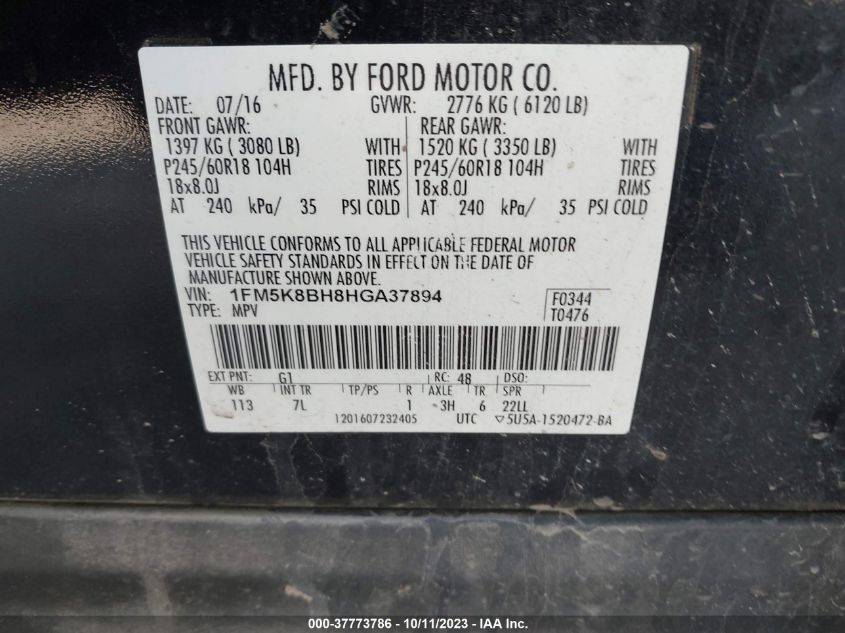 MFD. BY FORD MOTOR CO.
DATE: 07/16 GVWR: 2776 KG ( 6120 LB)
FRONT GAWR: REAR GAWR:
1397 KG ( 3080 LB) WITH 1520 KG ( 3350 LB) WITH
P245/60R18 104H TIRES P245/60R18 104H TIRES
18x8.0J RIMS 18x8.0J RIMS
AT 240 kPa/ 35 PSI COLD AT 240 kPa/ 35 PSI COLD
THIS VEHICLE CONFORMS TO ALL APPLICABLE FEDERAL MOTOR
VEHICLE SAFETY STANDARDS IN EFFECT ON THE DATE OF
MANUFACTURE SHOWN ABOVE.
VIN: 1FM5K8BH8HGA37894 F0344
TYPE: MPV T0476
EXT PNT: G1 RC: 48 DSO:
WB INT TR TP/PS R AXLE TR SPR
113 7L 1 3H 6 22LL
1201607232405 UTC ▽5U5A-1520472-BA
000-37773786 - 10/11/2023 - IAA Inc.